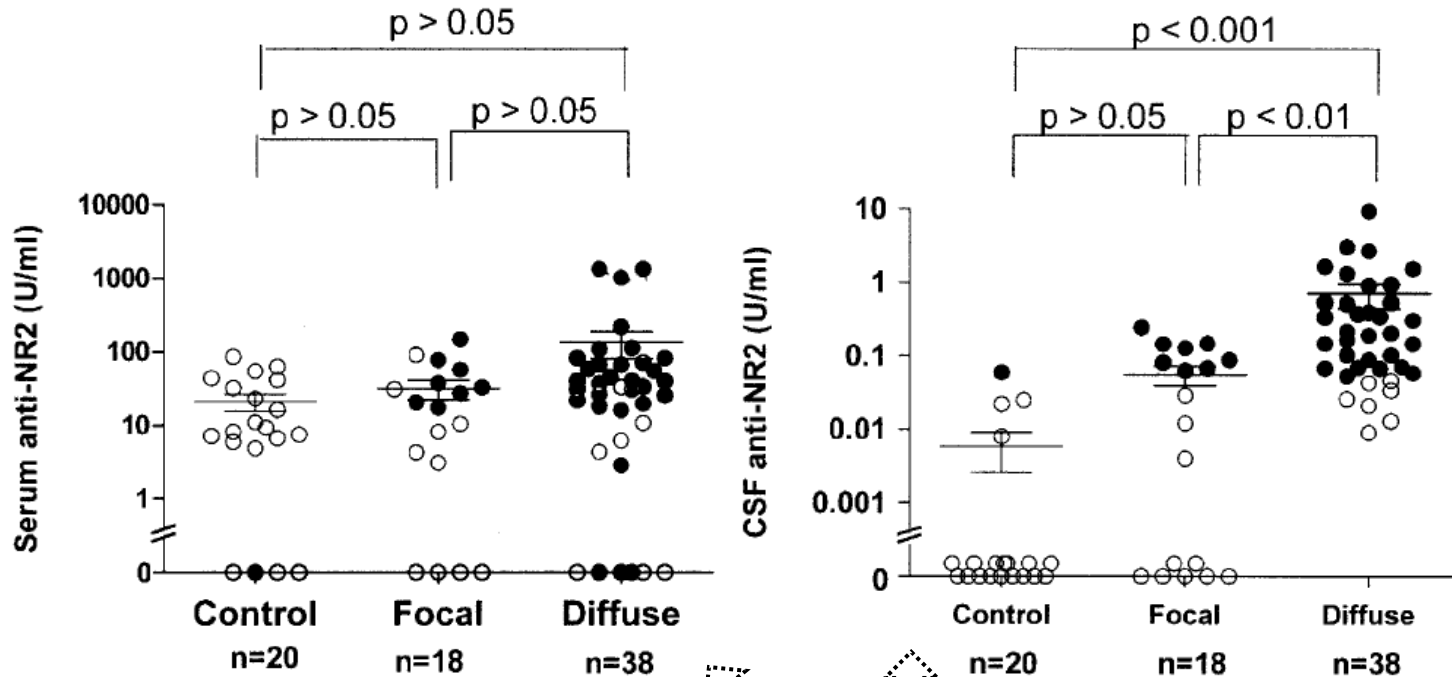 p > 0.05
p > 0.05
p > 0.05
Serum anti-NR2 (U/ml)
10000
1000
100
10
1
0
Control
Focal
Diffuse
n=20
n=18
n=38
p < 0.001
p > 0.05
p < 0.01
CSF anti-NR2 (U/ml)
10
1
0.1
0.01
0.001
0
Control
Focal
Diffuse
n=20
n=18
n=38